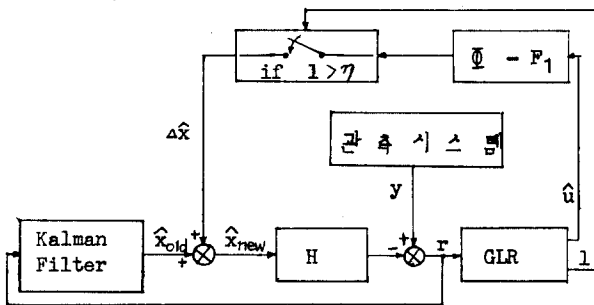 if l > η
Φ - F₁
Δx̂
관측시스템
y
û
Kalman
Filter
x̂old
+
+
x̂new
H
-
+
r
GLR
l